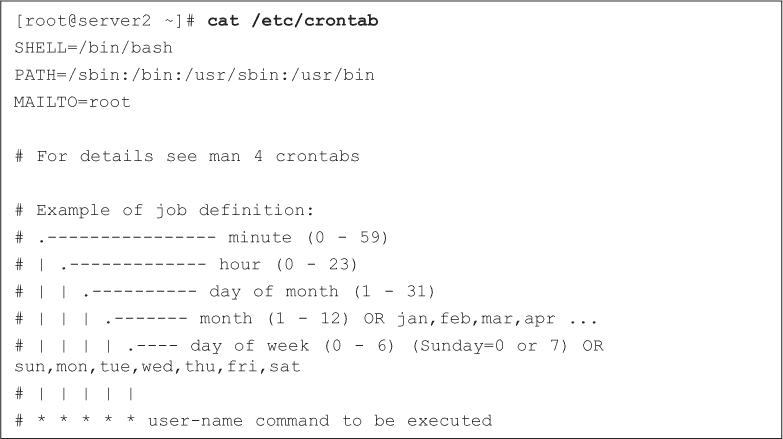 [root@server2 ~]# cat /etc/crontab
SHELL=/bin/bash
PATH=/sbin:/bin:/usr/sbin:/usr/bin
MAILTO=root
# For details see man 4 crontabs
# Example of job definition:
# .---------------- minute (0 - 59)
# | .------------- hour (0 - 23)
# | | .---------- day of month (1 - 31)
# | | | .------- month (1 - 12) OR jan,feb,mar,apr ...
# | | | | .---- day of week (0 - 6) (Sunday=0 or 7) OR
sun,mon,tue,wed,thu,fri,sat
# | | | | |
# * * * * * user-name command to be executed